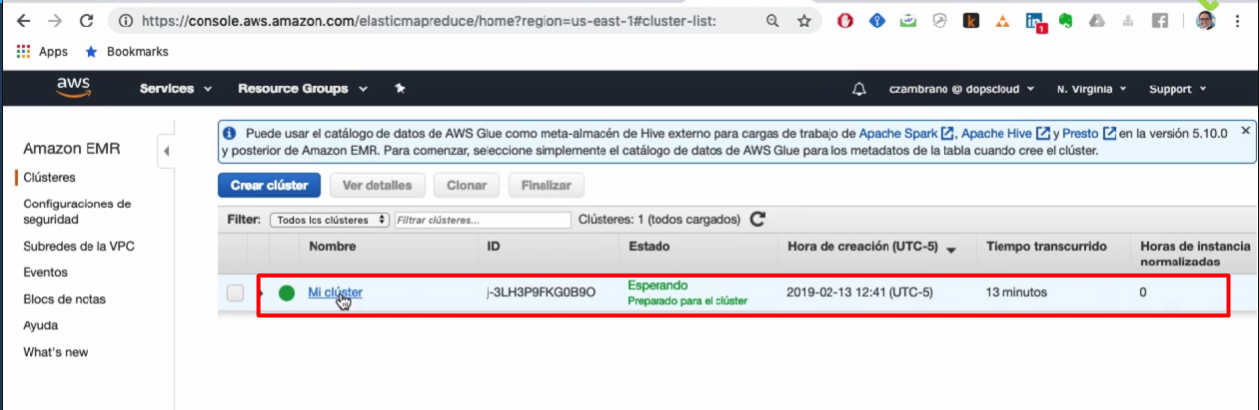 https://console.aws.amazon.com/elasticmapreduce/home?region=us-east-1#cluster-list:
1
Apps Bookmarks
aws Services Resource Groups czambrano @ dopscloud N. Virginia Support
Puede usar el catálogo de datos de AWS Glue como meta-almacén de Hive externo para cargas de trabajo de Apache Spark, Apache Hive y Presto en la versión 5.10.0
y posterior de Amazon EMR. Para comenzar, seleccione simplemente el catálogo de datos de AWS Glue para los metadatos de la tabla cuando cree el clúster.
Amazon EMR
Clústeres
Configuraciones de
seguridad
Subredes de la VPC
Eventos
Blocs de notas
Ayuda
What's new
Crear clúster Ver detalles Clonar Finalizar
Filter: Todos los clústeres Filtrar clústeres... Clústeres: 1 (todos cargados)
Nombre ID Estado Hora de creación (UTC-5) Tiempo transcurrido Horas de instancia
normalizadas
Mi clúster j-3LH3P9FKG0B9O Esperando 2019-02-13 12:41 (UTC-5) 13 minutos 0
Preparado para el clúster